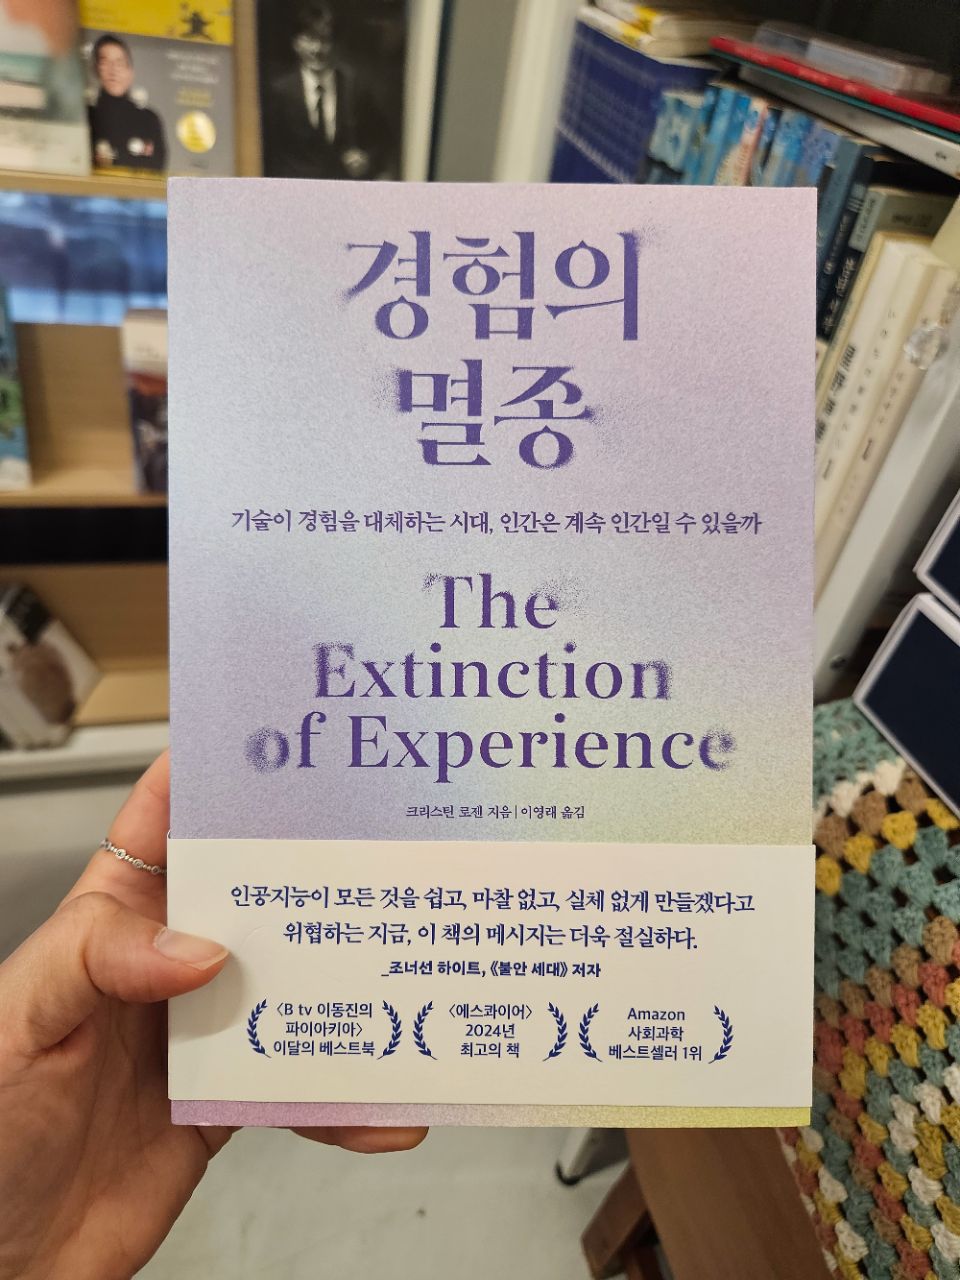 경험의
멸종
기술이 경험을 대체하는 시대, 인간은 계속 인간일 수 있을까
The
Extinction
of Experience
크리스틴 로젠 지음 | 이영래 옮김
인공지능이 모든 것을 쉽고, 마찰 없고, 실체 없게 만들겠다고
위협하는 지금, 이 책의 메시지는 더욱 절실하다.
_조너선 하이트, 《불안 세대》 저자
〈B tv 이동진의
파이아키아〉
이달의 베스트북
〈에스콰이어〉
2024년
최고의 책
Amazon
사회과학
베스트셀러 1위